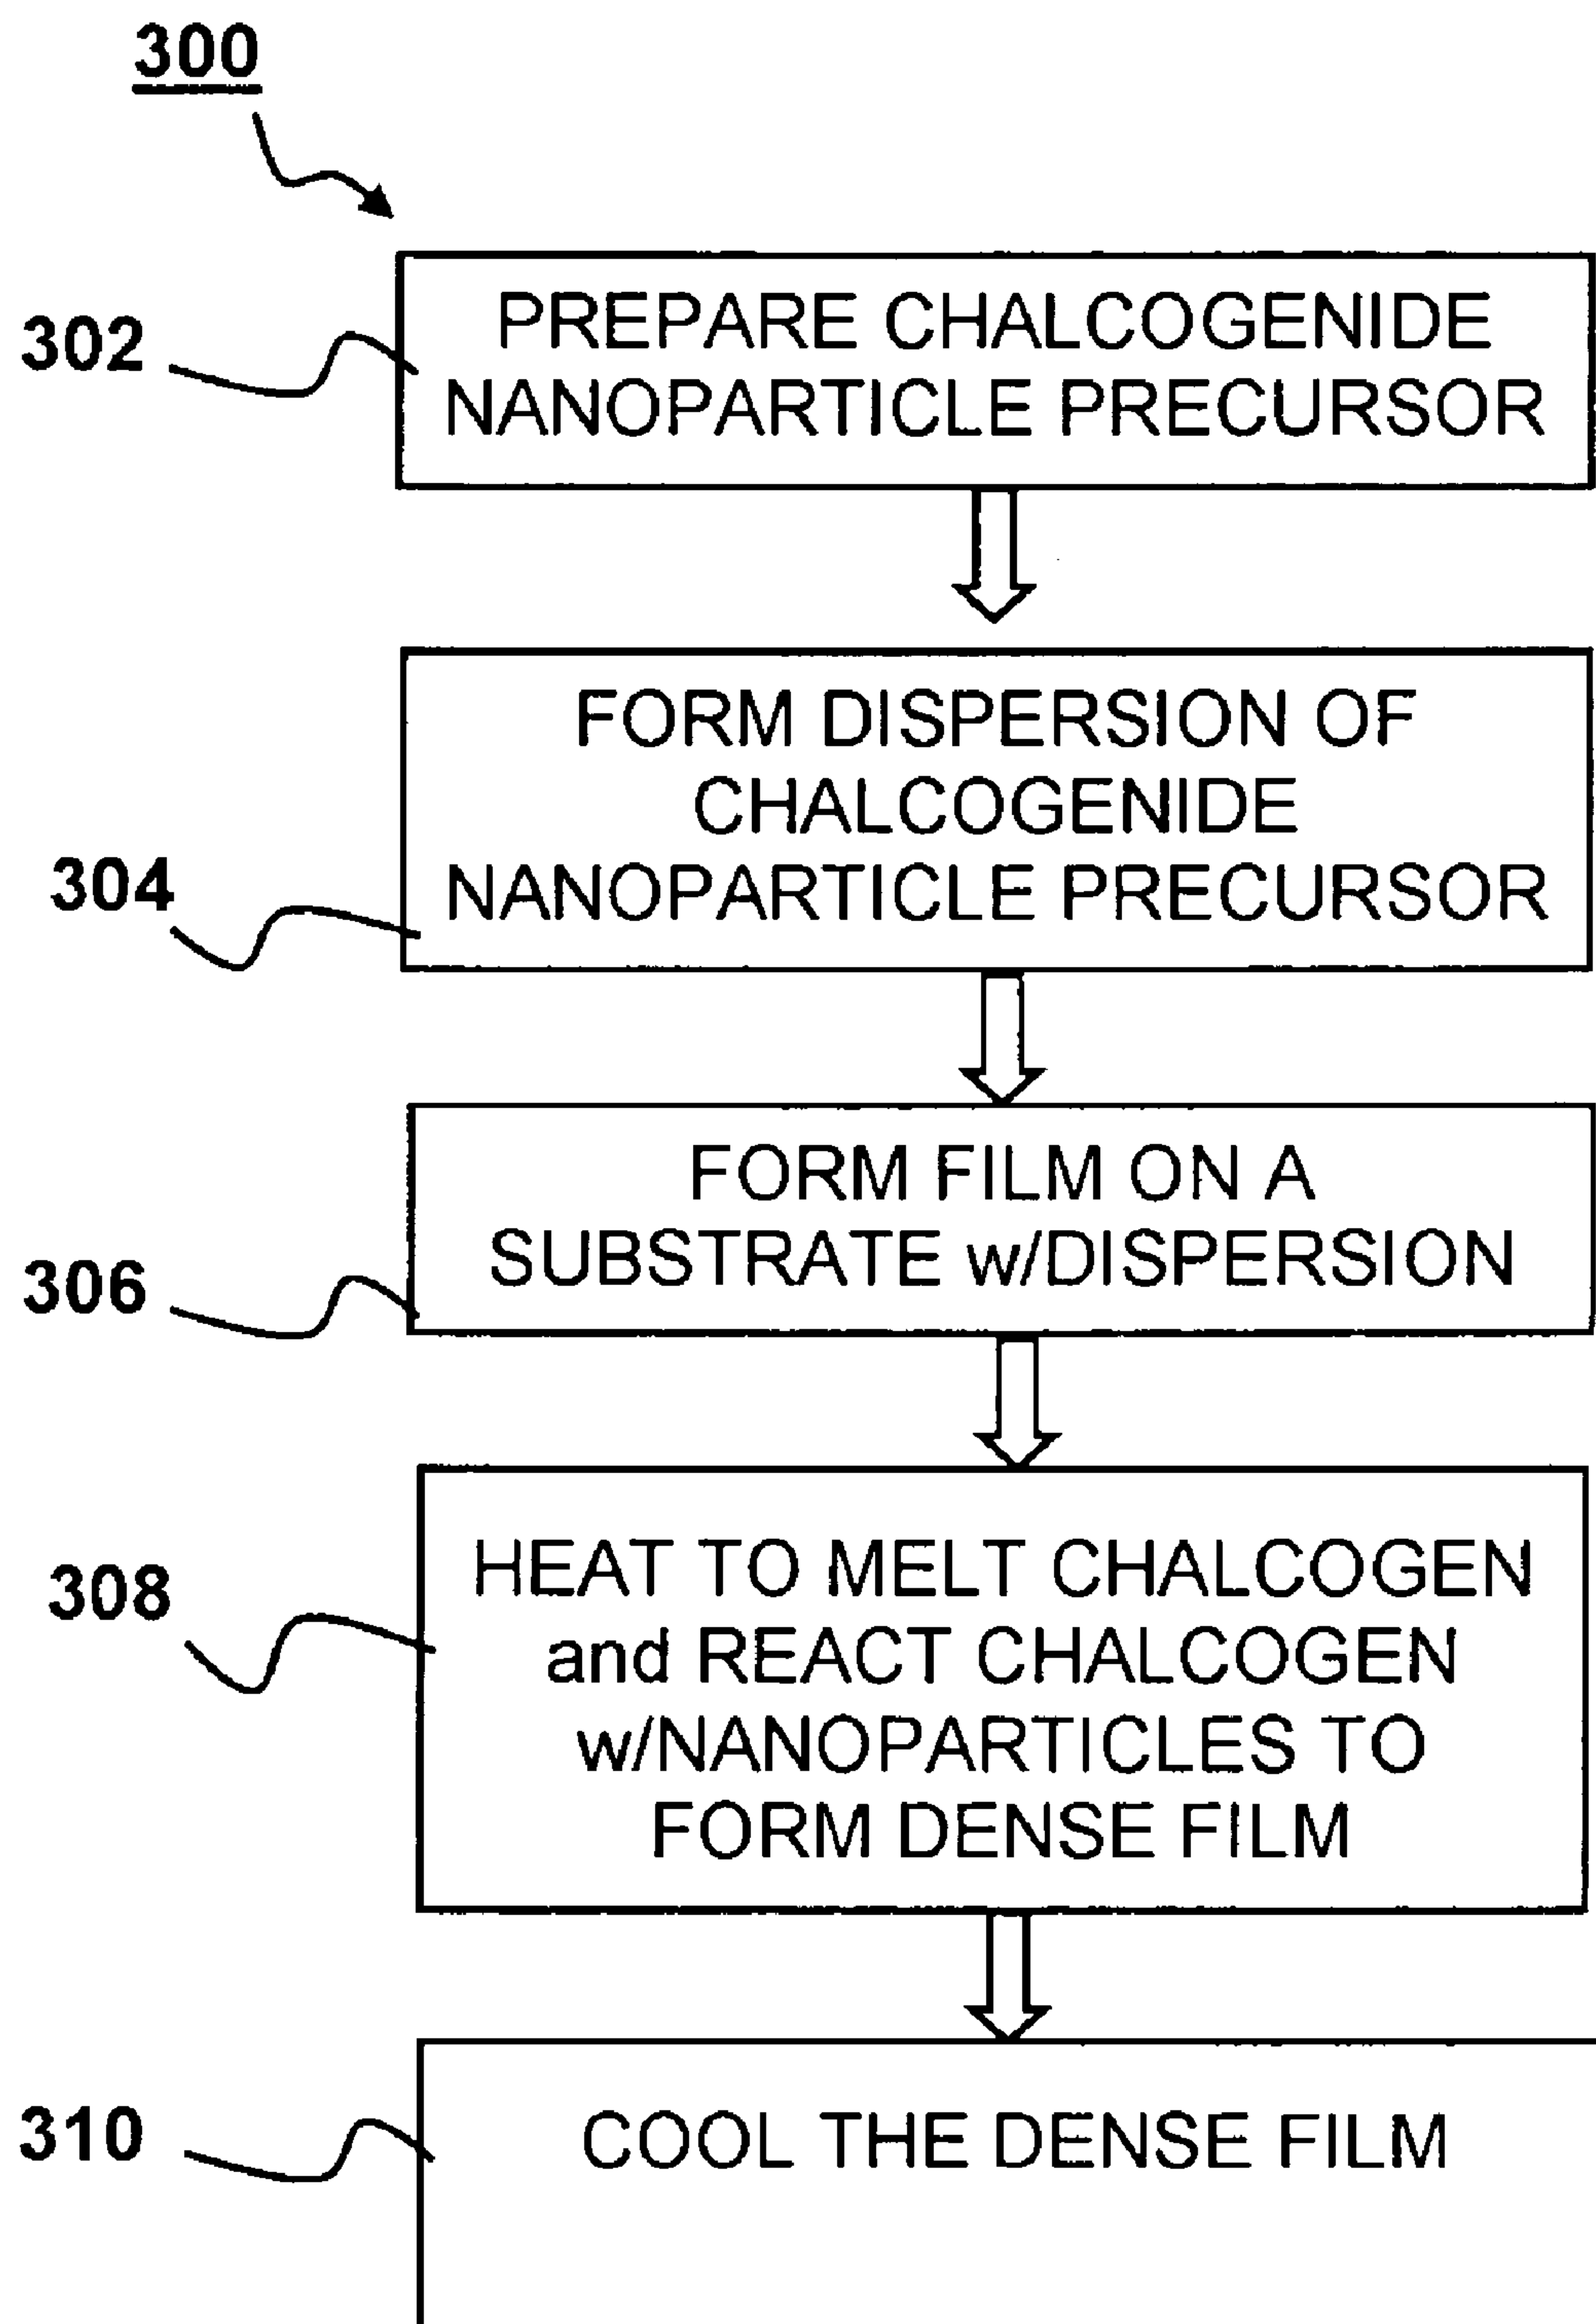 300
302
PREPARE CHALCOGENIDE
NANOPARTICLE PRECURSOR
FORM DISPERSION OF
CHALCOGENIDE
304
NANOPARTICLE PRECURSOR
FORM FILM ON A
306
SUBSTRATE w/DISPERSION
308
HEAT TO MELT CHALCOGEN
and REACT CHALCOGEN
w/NANOPARTICLES TO
FORM DENSE FILM
310
COOL THE DENSE FILM